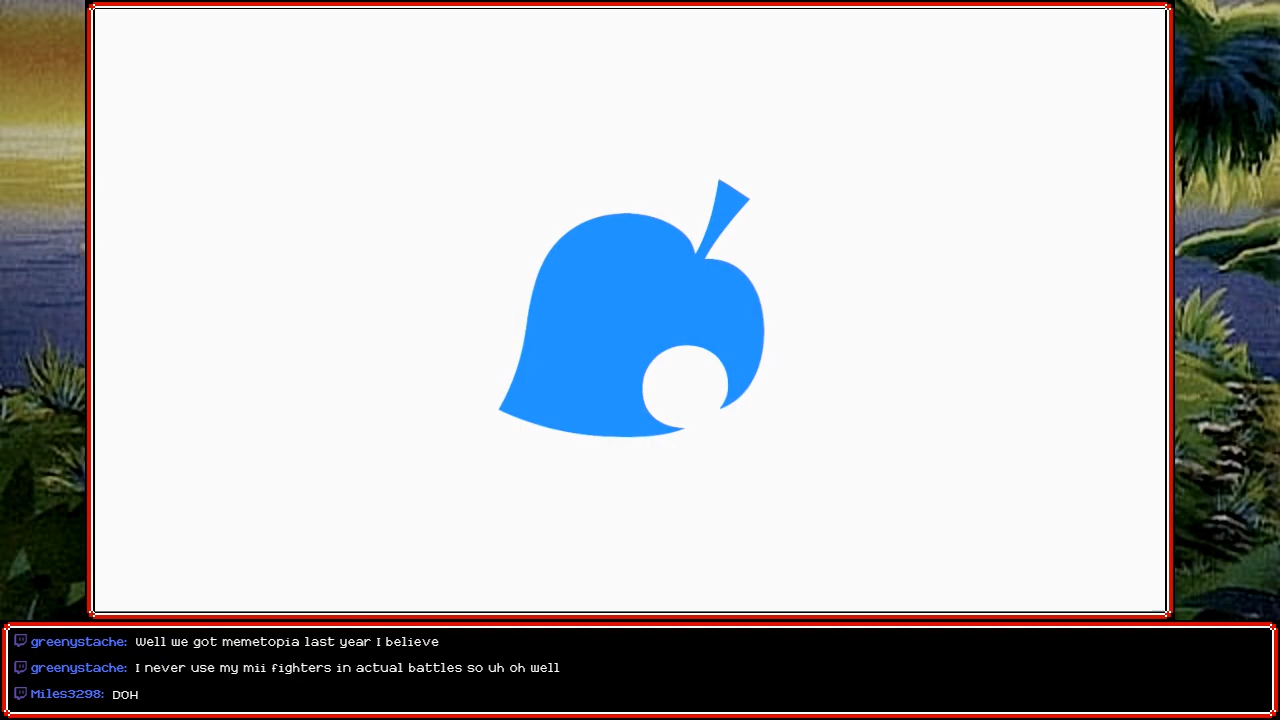 greenystache: Well we got memetopia last year I believe
greenystache: I never use my mii fighters in actual battles so uh oh well
Miles3298: DOH